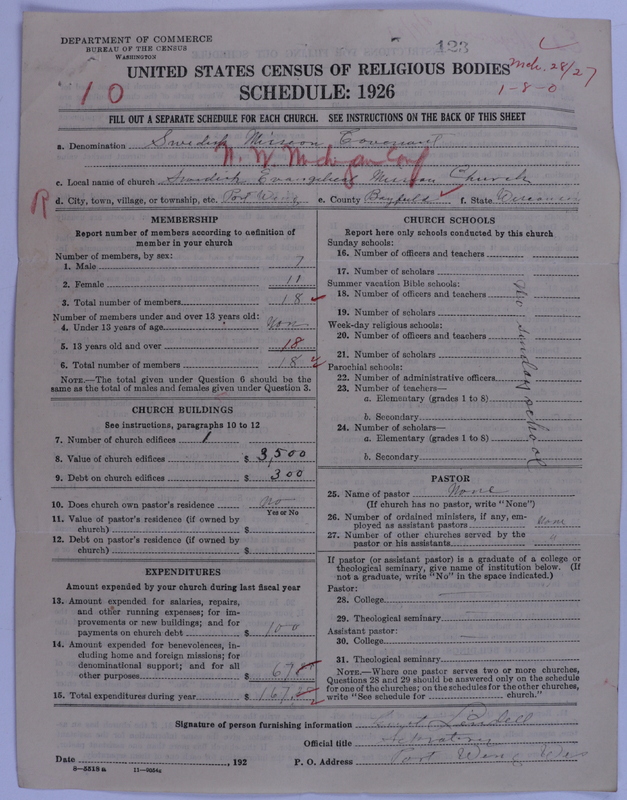 DEPARTMENT OF COMMERCE
BUREAU OF THE CENSUS
WASHINGTON
123
Mch. 28/27
1-8-0
10
UNITED STATES CENSUS OF RELIGIOUS BODIES
SCHEDULE: 1926
FILL OUT A SEPARATE SCHEDULE FOR EACH CHURCH. SEE INSTRUCTIONS ON THE BACK OF THIS SHEET
a. Denomination Swedish Mission Covenant
N. W. Michigan Conf
c. Local name of church Swedish Evangelical Mission Church
R
d. City, town, village, or township, etc. Port Wing e. County Bayfield f. State Wisconsin
MEMBERSHIP
Report number of members according to definition of
member in your church
Number of members, by sex:
1. Male 7
2. Female 11
3. Total number of members 18
Number of members under and over 13 years old:
4. Under 13 years of age Non
5. 13 years old and over 18
6. Total number of members 18
NOTE.—The total given under Question 6 should be the
same as the total of males and females given under Question 3.
CHURCH BUILDINGS
See instructions, paragraphs 10 to 12
7. Number of church edifices 1
8. Value of church edifices $ 3,500
9. Debt on church edifices $ 300
10. Does church own pastor's residence No
Yes or No
11. Value of pastor's residence (if owned by
church) $
12. Debt on pastor's residence (if owned by
church) $
EXPENDITURES
Amount expended by your church during last fiscal year
13. Amount expended for salaries, repairs,
and other running expenses; for im-
provements or new buildings; and for
payments on church debt $ 100
14. Amount expended for benevolences, in-
cluding home and foreign missions; for
denominational support; and for all
other purposes $
15. Total expenditures during year $
CHURCH SCHOOLS
Report here only schools conducted by this church
Sunday schools:
16. Number of officers and teachers
17. Number of scholars
Summer vacation Bible schools:
18. Number of officers and teachers
19. Number of scholars
Week-day religious schools:
20. Number of officers and teachers
21. Number of scholars
Parochial schools:
22. Number of administrative officers
23. Number of teachers—
a. Elementary (grades 1 to 8)
b. Secondary
24. Number of scholars—
a. Elementary (grades 1 to 8)
b. Secondary
No Sunday school
PASTOR
25. Name of pastor None
(If church has no pastor, write "None")
26. Number of ordained ministers, if any, em-
ployed as assistant pastors None
27. Number of other churches served by the
pastor or his assistants
If pastor (or assistant pastor) is a graduate of a college or
theological seminary, give name of institution below. (If
not a graduate, write "No" in the space indicated.)
Pastor:
28. College
29. Theological seminary
Assistant pastor:
30. College
31. Theological seminary
NOTE.—Where one pastor serves two or more churches,
Questions 28 and 29 should be answered only on the schedule
for one of the churches; on the schedules for the other churches,
write "See schedule for church."
Signature of person furnishing information Lindell
Official title Secretary
Date , 192 P. O. Address Port Wing Wis
8—5518 a 11—9054a